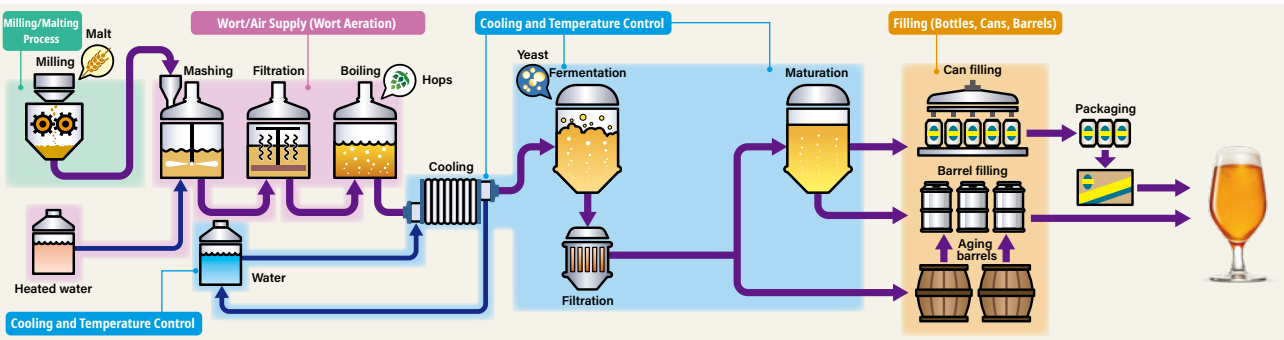 Milling/Malting
Process
Malt
Milling
Wort/Air Supply (Wort Aeration)
Mashing
Filtration
Boiling
Hops
Cooling and Temperature Control
Yeast
Fermentation
Maturation
Filling (Bottles, Cans, Barrels)
Can filling
Packaging
Cooling
Barrel filling
Aging
barrels
Heated water
Water
Filtration
Cooling and Temperature Control